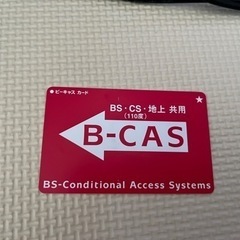 ● ビーキャス カード ★
BS・CS・地上 共用
(110度)
B-CAS
BS-Conditional Access Systems